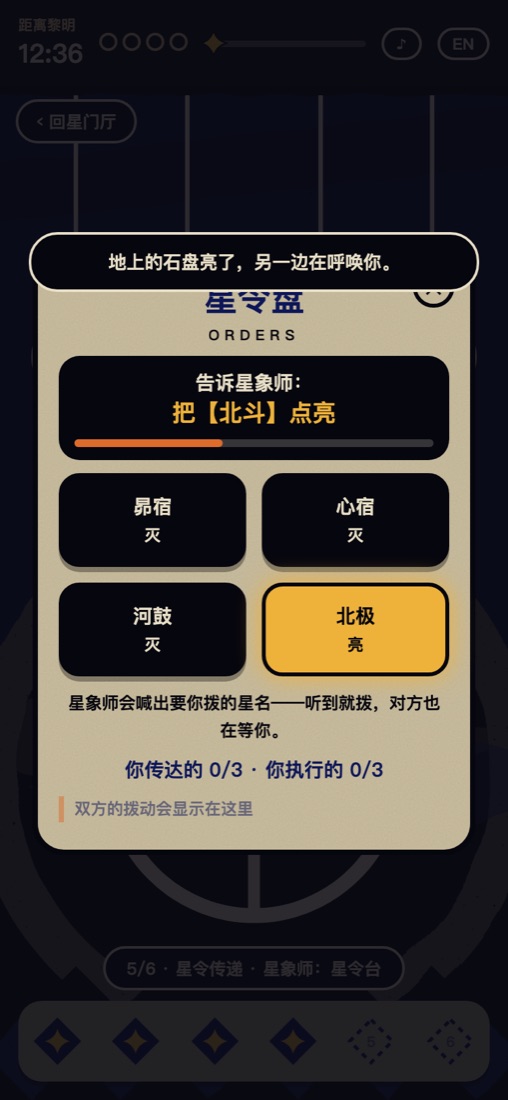 距离黎明
12:36
♪
EN
‹ 回星门厅
地上的石盘亮了，另一边在呼唤你。
星令盘
ORDERS
告诉星象师：
把【北斗】点亮
昴宿
灭
心宿
灭
河鼓
灭
北极
亮
星象师会喊出要你拨的星名——听到就拨，对方也
在等你。
你传达的 0/3 · 你执行的 0/3
双方的拨动会显示在这里
5/6 · 星令传递 · 星象师：星令台
5
6